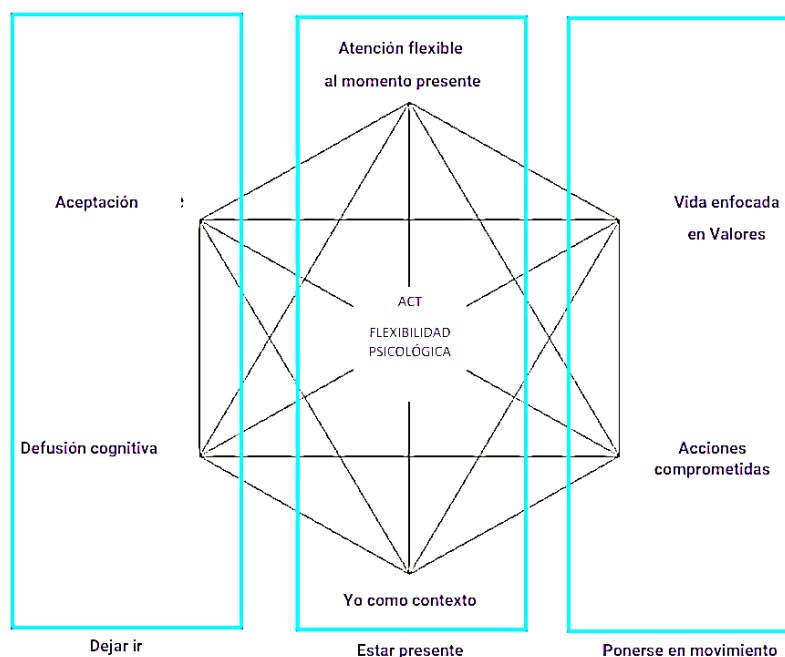 Atención flexible
al momento presente
Aceptación
Vida enfocada
en Valores
ACT
FLEXIBILIDAD
PSICOLÓGICA
Defusión cognitiva
Acciones
comprometidas
Yo como contexto
Dejar ir
Estar presente
Ponerse en movimiento